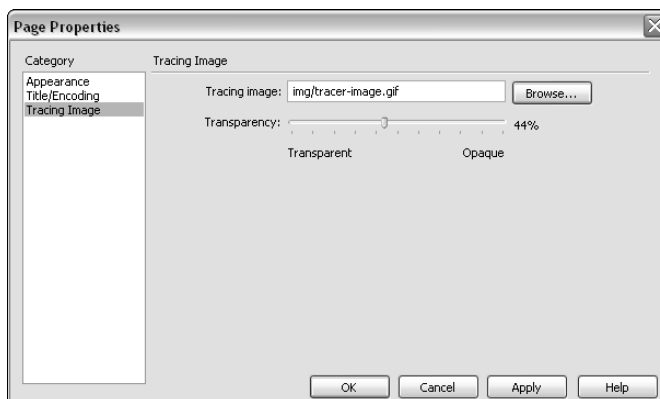 Page Properties
Category
Tracing Image
Appearance
Title/Encoding
Tracing Image
Tracing image: img/tracer-image.gif Browse...
Transparency: 44%
Transparent Opaque
OK Cancel Apply Help